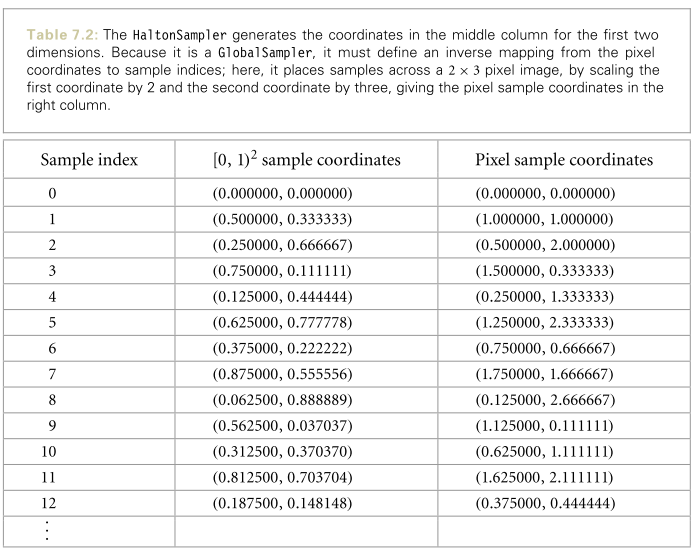 Table 7.2: The HaltonSampler generates the coordinates in the middle column for the first two
dimensions. Because it is a GlobalSampler, it must define an inverse mapping from the pixel
coordinates to sample indices; here, it places samples across a 2 × 3 pixel image, by scaling the
first coordinate by 2 and the second coordinate by three, giving the pixel sample coordinates in the
right column.
Sample index [0, 1)² sample coordinates Pixel sample coordinates
0 (0.000000, 0.000000) (0.000000, 0.000000)
1 (0.500000, 0.333333) (1.000000, 1.000000)
2 (0.250000, 0.666667) (0.500000, 2.000000)
3 (0.750000, 0.111111) (1.500000, 0.333333)
4 (0.125000, 0.444444) (0.250000, 1.333333)
5 (0.625000, 0.777778) (1.250000, 2.333333)
6 (0.375000, 0.222222) (0.750000, 0.666667)
7 (0.875000, 0.555556) (1.750000, 1.666667)
8 (0.062500, 0.888889) (0.125000, 2.666667)
9 (0.562500, 0.037037) (1.125000, 0.111111)
10 (0.312500, 0.370370) (0.625000, 1.111111)
11 (0.812500, 0.703704) (1.625000, 2.111111)
12 (0.187500, 0.148148) (0.375000, 0.444444)
⋮